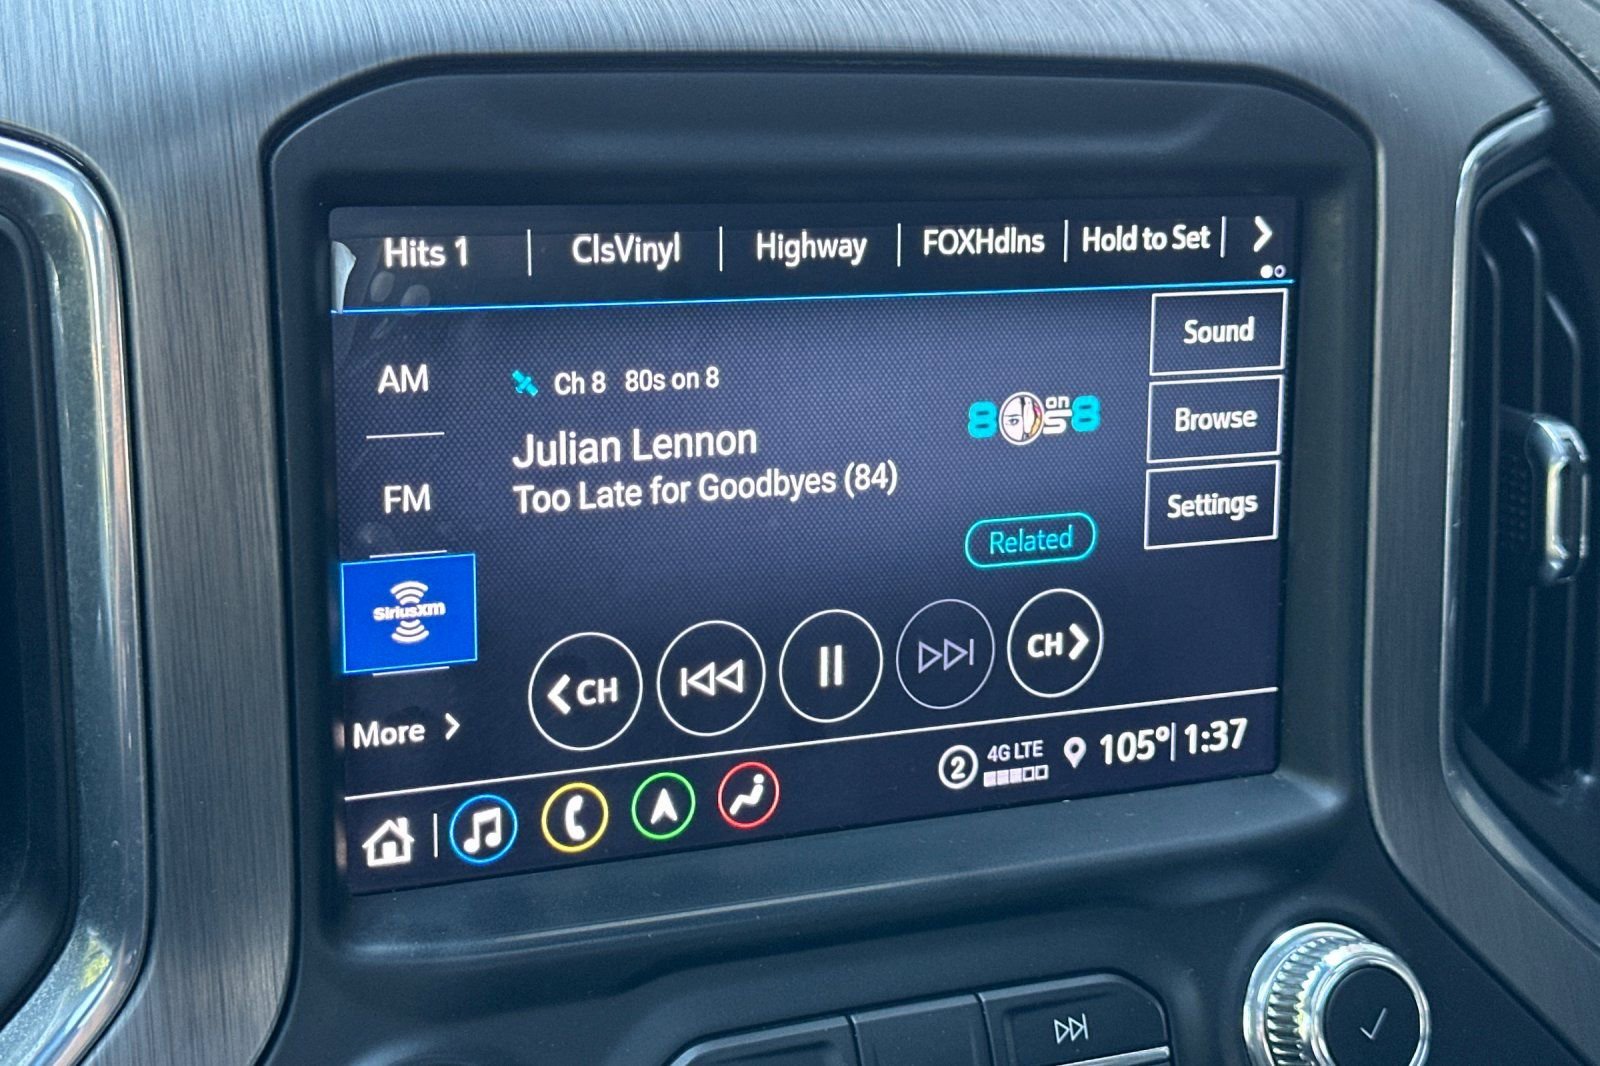 Hits 1 | ClsVinyl | Highway | FOXHdlns | Hold to Set |
Sound
AM
Ch 8 80s on 8
80s on 8
Browse
Julian Lennon
Too Late for Goodbyes (84)
FM
Settings
Related
SiriusXm
CH
CH
More
2 4G LTE 105° 1:37